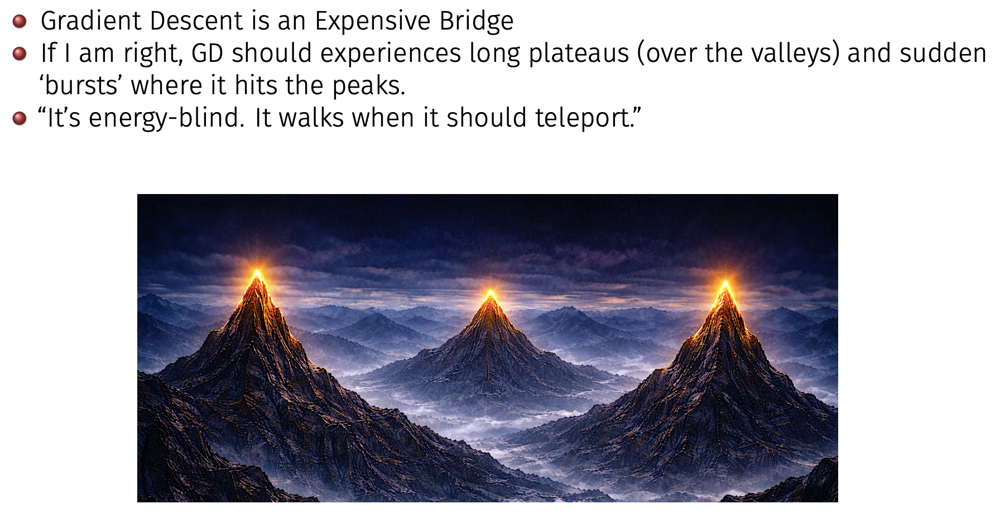 Gradient Descent is an Expensive Bridge
If I am right, GD should experiences long plateaus (over the valleys) and sudden
‘bursts’ where it hits the peaks.
“It’s energy-blind. It walks when it should teleport.”